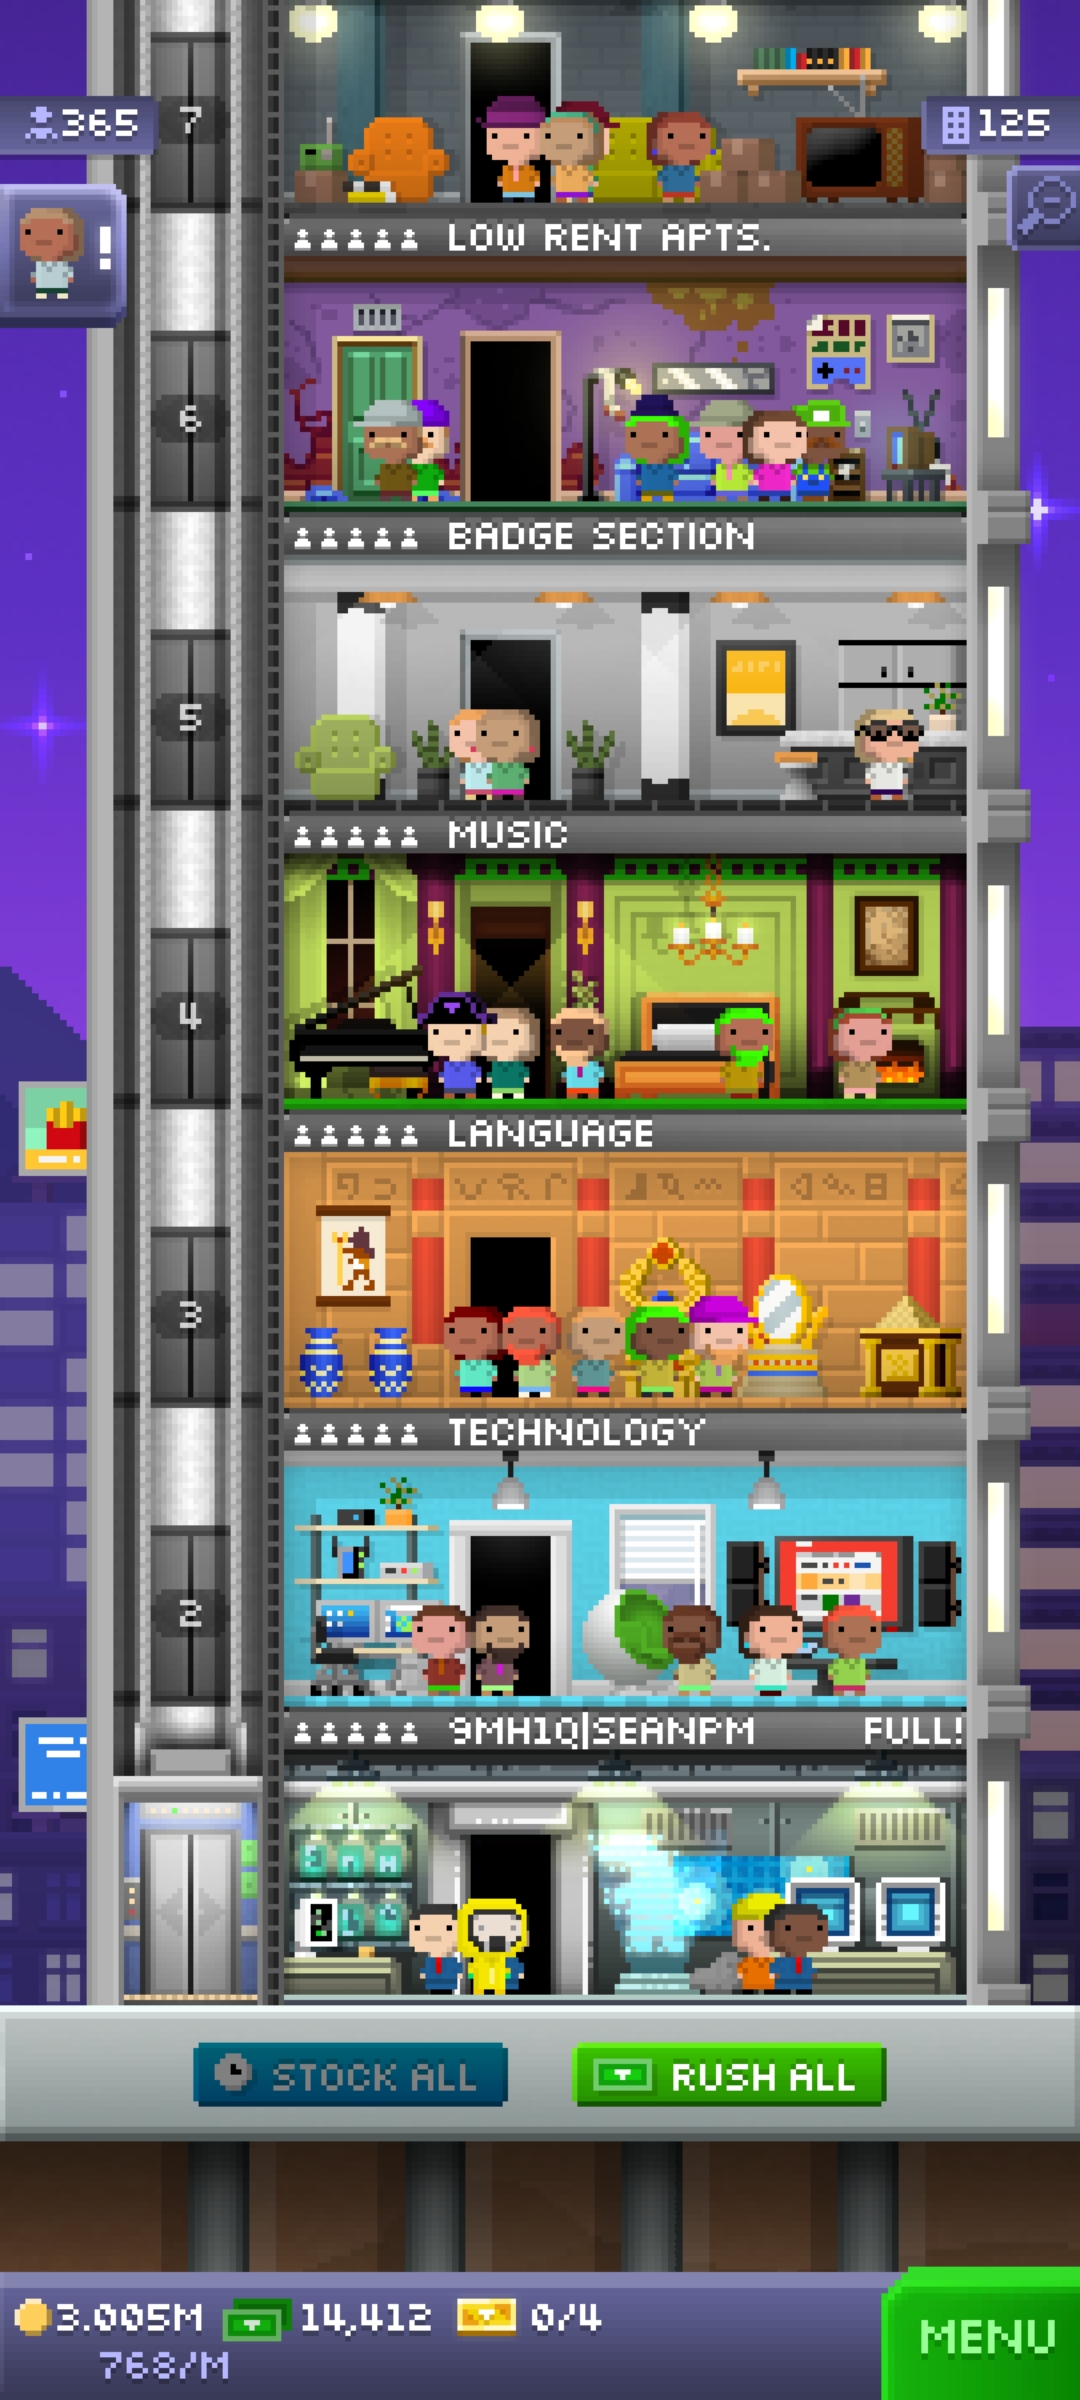 365
7
125
!
LOW RENT APTS.
6
BADGE SECTION
5
MUSIC
4
LANGUAGE
3
TECHNOLOGY
2
9MH1Q|SEANPM FULL!
STOCK ALL
RUSH ALL
3.005M 14,412 0/4
768/M
MENU